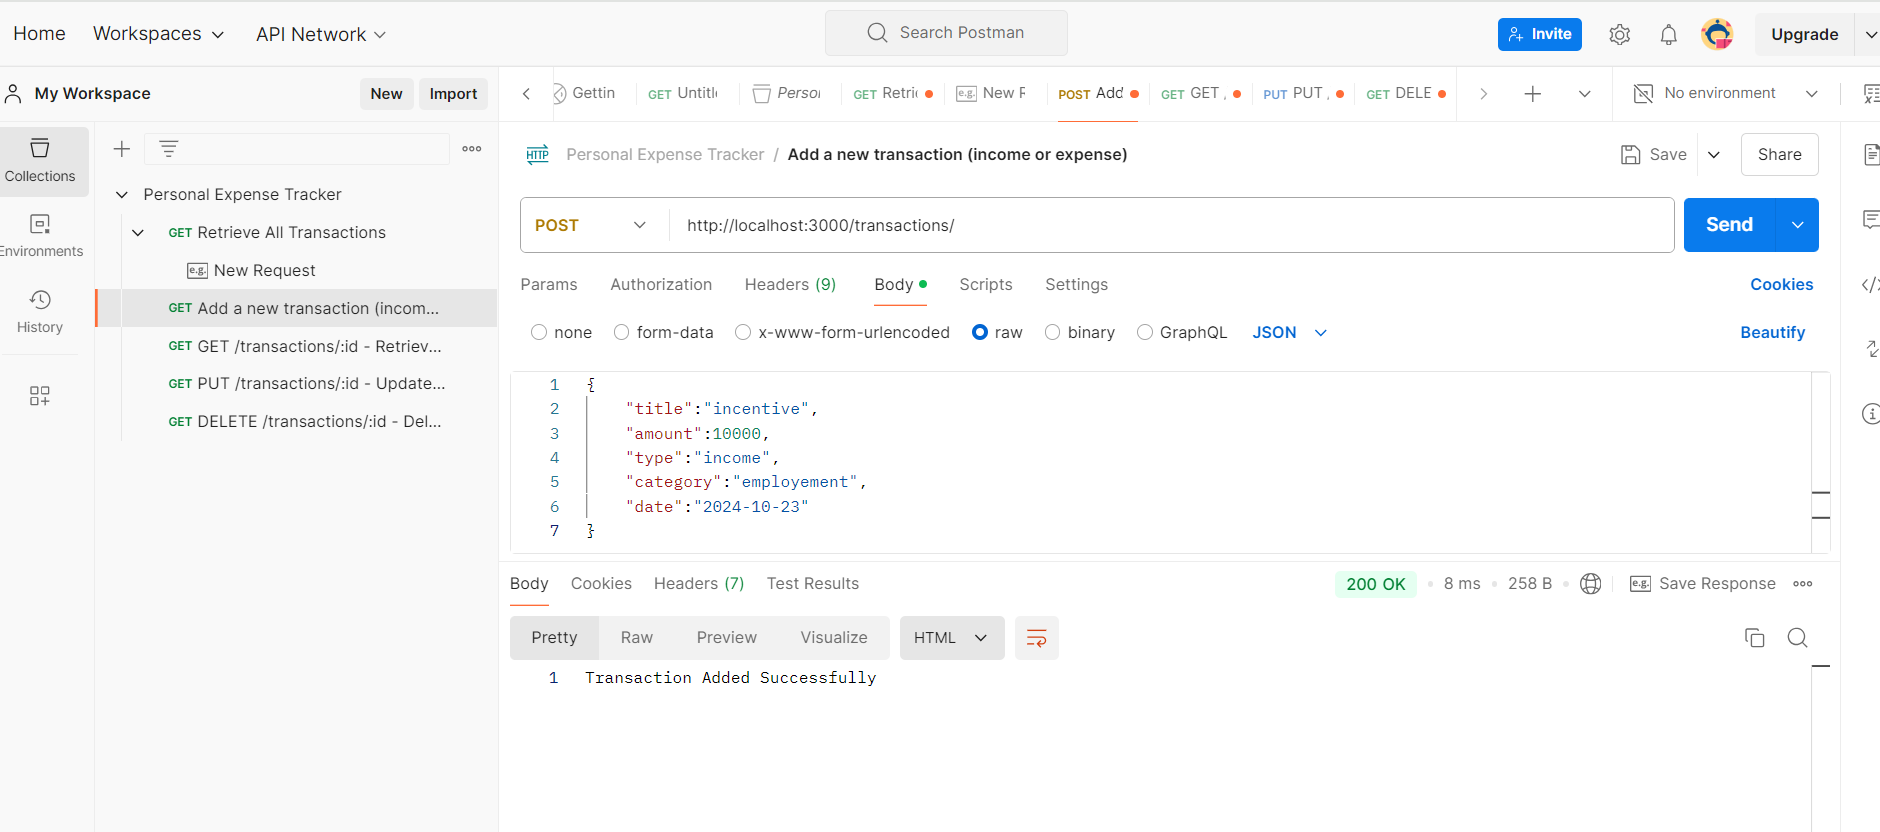 Home Workspaces API Network Search Postman Invite Upgrade
My Workspace New Import
Gettin GET Untitl Perso GET Retri e.g. New R POST Add GET GET PUT PUT GET DELE No environment
Collections
Environments
History
Personal Expense Tracker
GET Retrieve All Transactions
e.g. New Request
GET Add a new transaction (incom...
GET GET /transactions/:id - Retriev...
GET PUT /transactions/:id - Update...
GET DELETE /transactions/:id - Del...
HTTP Personal Expense Tracker / Add a new transaction (income or expense) Save Share
POST http://localhost:3000/transactions/ Send
Params Authorization Headers (9) Body Scripts Settings Cookies
none form-data x-www-form-urlencoded raw binary GraphQL JSON Beautify
1 {
2 "title":"incentive",
3 "amount":10000,
4 "type":"income",
5 "category":"employement",
6 "date":"2024-10-23"
7 }
Body Cookies Headers (7) Test Results 200 OK 8 ms 258 B e.g. Save Response
Pretty Raw Preview Visualize HTML
1 Transaction Added Successfully